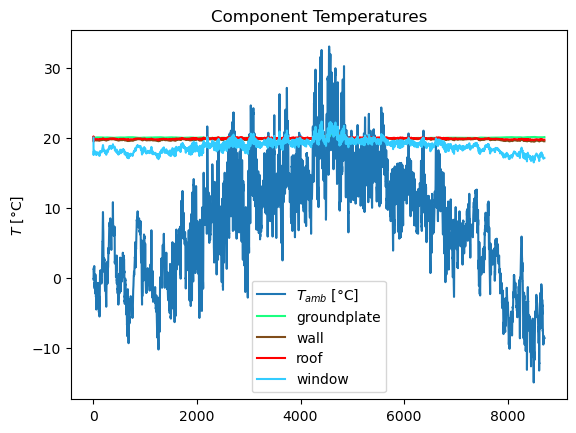 Component Temperatures
T [°C]
30
20
10
0
−10
T_amb [°C]
groundplate
wall
roof
window
0 2000 4000 6000 8000